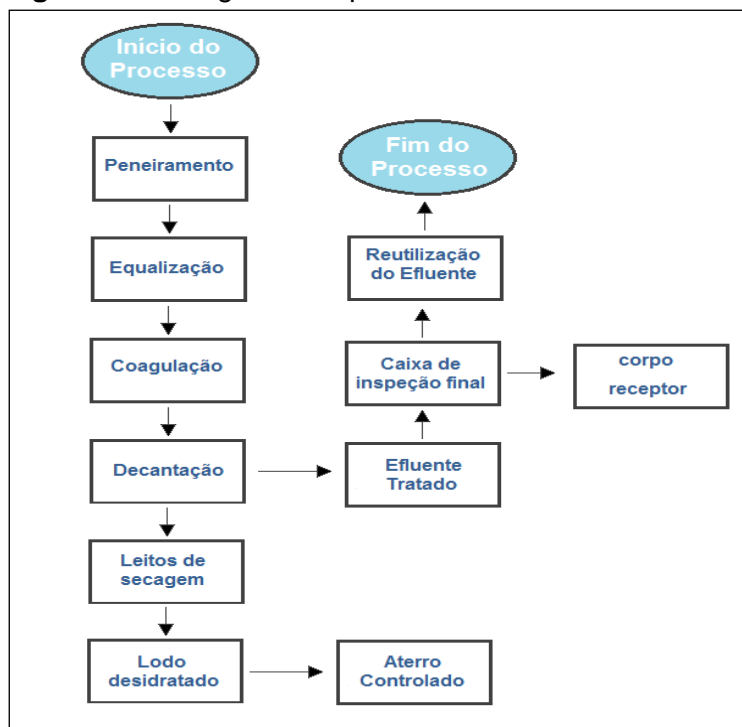 Início do
Processo
Peneiramento
Equalização
Coagulação
Decantação
Leitos de
secagem
Lodo
desidratado
Aterro
Controlado
Efluente
Tratado
Caixa de
inspeção final
corpo
receptor
Reutilização
do Efluente
Fim do
Processo